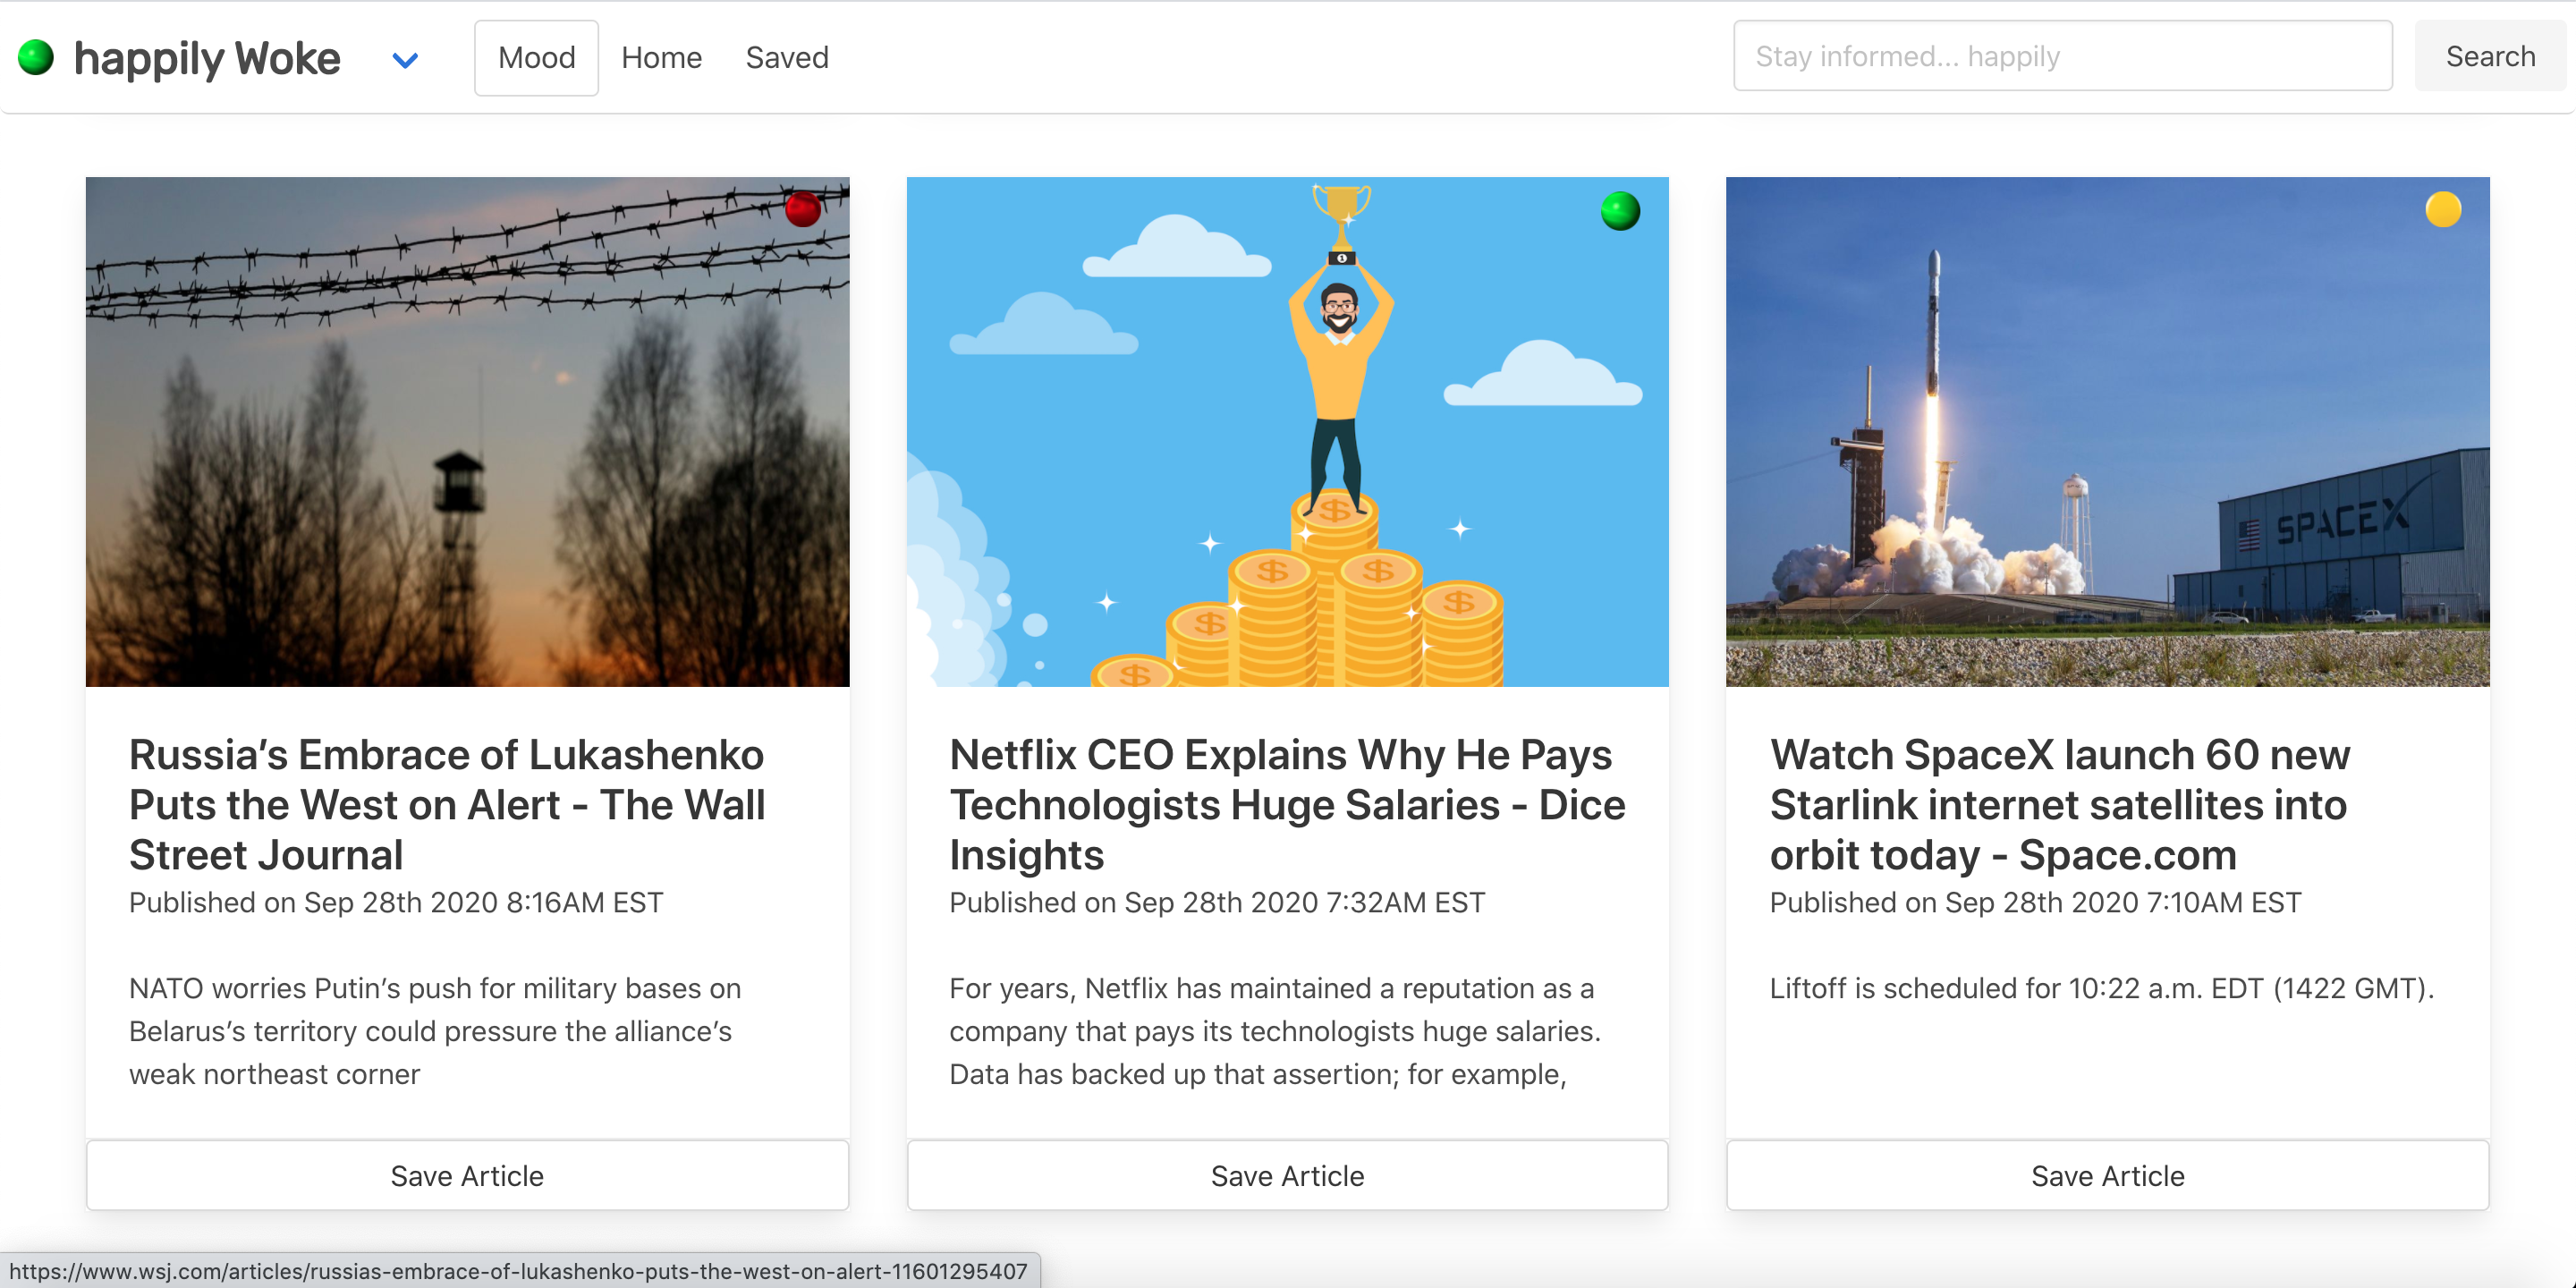 happily Woke
Mood
Home
Saved
Stay informed... happily
Search
SPACEX
Russia’s Embrace of Lukashenko
Puts the West on Alert - The Wall
Street Journal
Published on Sep 28th 2020 8:16AM EST
NATO worries Putin’s push for military bases on
Belarus’s territory could pressure the alliance’s
weak northeast corner
Save Article
1
$
$
$
$
$
$
Netflix CEO Explains Why He Pays
Technologists Huge Salaries - Dice
Insights
Published on Sep 28th 2020 7:32AM EST
For years, Netflix has maintained a reputation as a
company that pays its technologists huge salaries.
Data has backed up that assertion; for example,
Save Article
Watch SpaceX launch 60 new
Starlink internet satellites into
orbit today - Space.com
Published on Sep 28th 2020 7:10AM EST
Liftoff is scheduled for 10:22 a.m. EDT (1422 GMT).
Save Article
https://www.wsj.com/articles/russias-embrace-of-lukashenko-puts-the-west-on-alert-11601295407